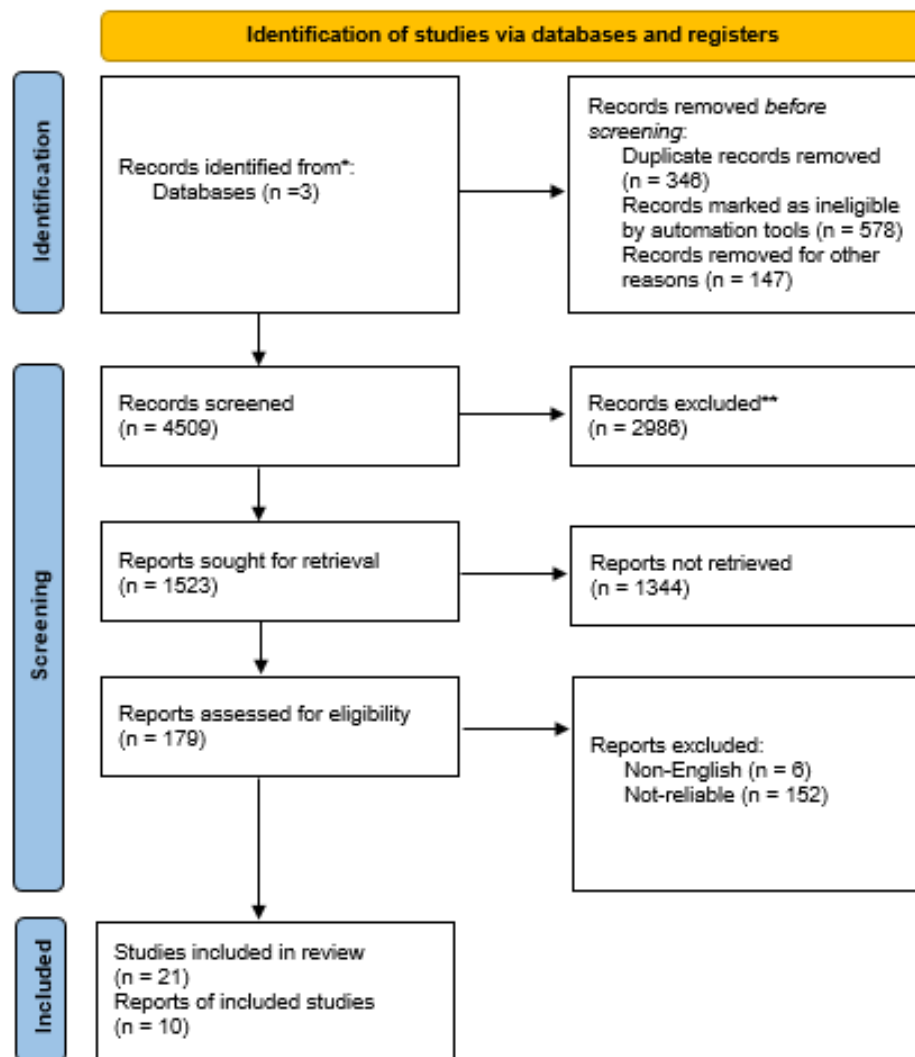 Identification of studies via databases and registers
Identification
Records identified from*:
Databases (n =3)
Records removed before
screening:
Duplicate records removed
(n = 346)
Records marked as ineligible
by automation tools (n = 578)
Records removed for other
reasons (n = 147)
Screening
Records screened
(n = 4509)
Records excluded**
(n = 2986)
Reports sought for retrieval
(n = 1523)
Reports not retrieved
(n = 1344)
Reports assessed for eligibility
(n = 179)
Reports excluded:
Non-English (n = 6)
Not-reliable (n = 152)
Included
Studies included in review
(n = 21)
Reports of included studies
(n = 10)